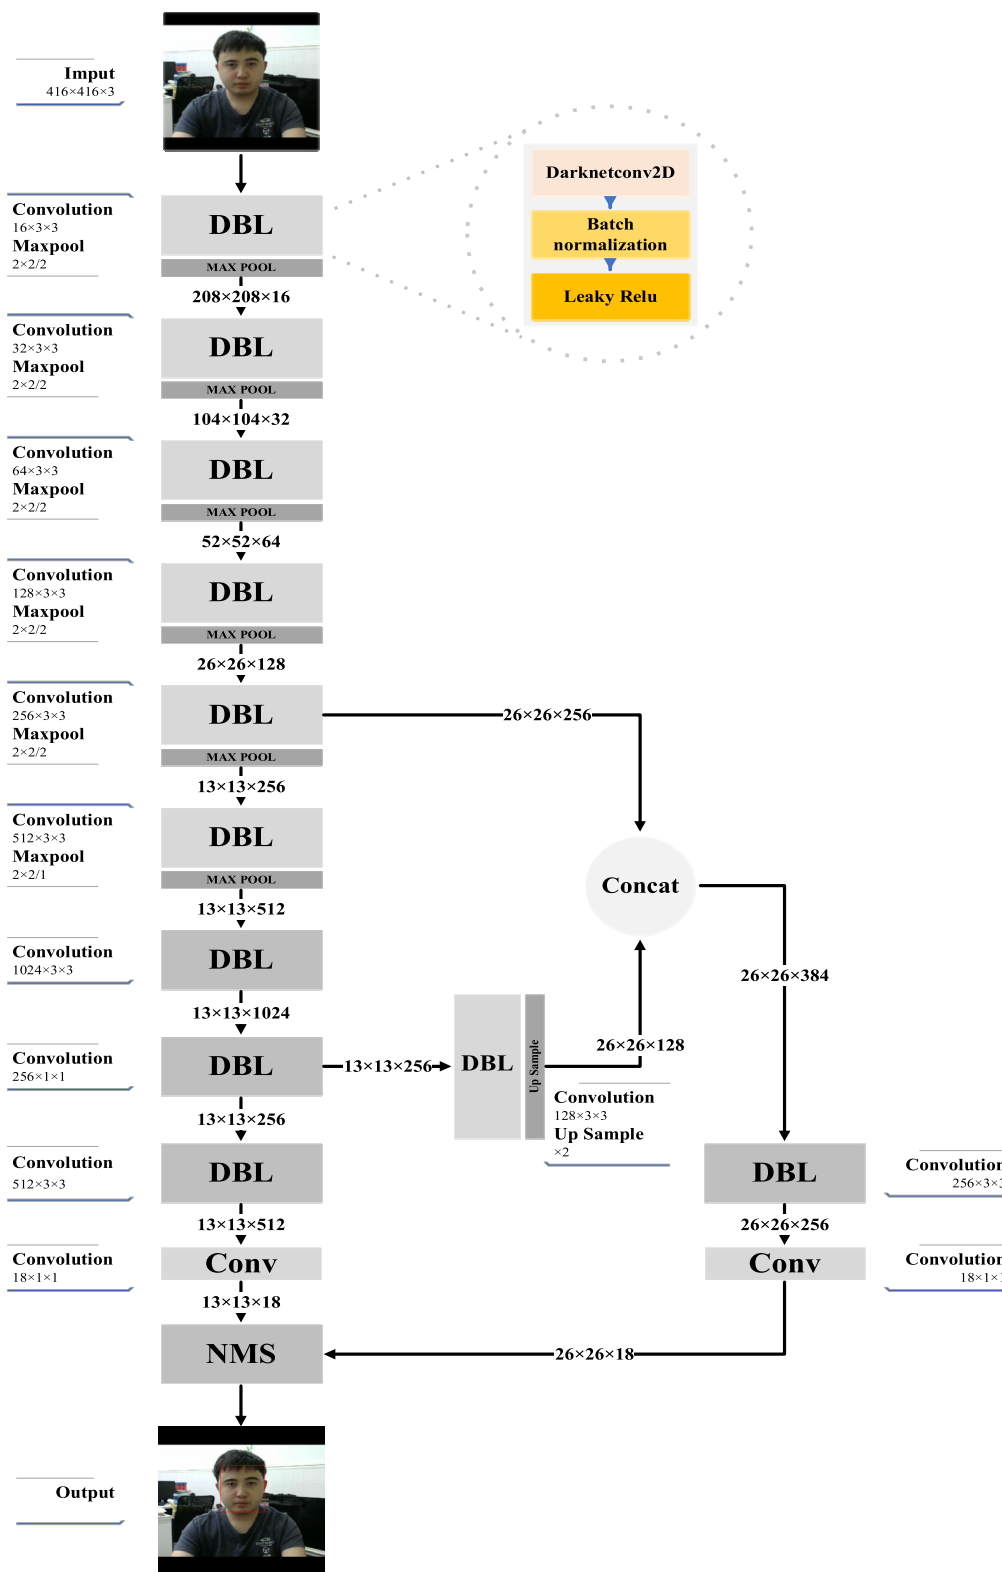 Imput
416×416×3
Darknetconv2D
Batch
normalization
Leaky Relu
Convolution
16×3×3
Maxpool
2×2/2
DBL
MAX POOL
208×208×16
Convolution
32×3×3
Maxpool
2×2/2
DBL
MAX POOL
104×104×32
Convolution
64×3×3
Maxpool
2×2/2
DBL
MAX POOL
52×52×64
Convolution
128×3×3
Maxpool
2×2/2
DBL
MAX POOL
26×26×128
Convolution
256×3×3
Maxpool
2×2/2
DBL
26×26×256
MAX POOL
13×13×256
Convolution
512×3×3
Maxpool
2×2/1
DBL
MAX POOL
Concat
13×13×512
Convolution
1024×3×3
DBL
26×26×384
13×13×1024
Convolution
256×1×1
DBL
13×13×256
DBL
Up Sample
26×26×128
Convolution
128×3×3
Up Sample
×2
13×13×256
Convolution
512×3×3
DBL
DBL
Convolution
256×3×3
13×13×512
26×26×256
Convolution
18×1×1
Conv
Conv
Convolution
18×1×1
13×13×18
NMS
26×26×18
Output